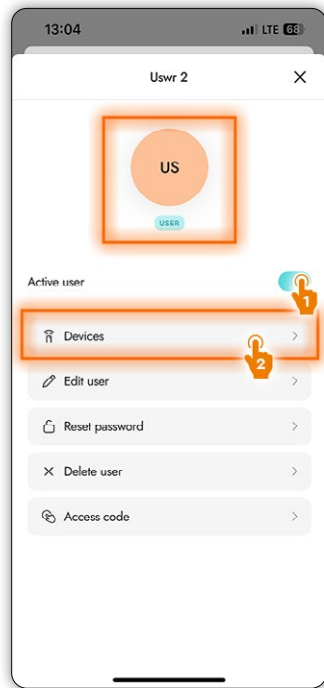 13:04 LTE 68
Uswr 2
US
USER
Active user
1
Devices
2
Edit user
Reset password
Delete user
Access code